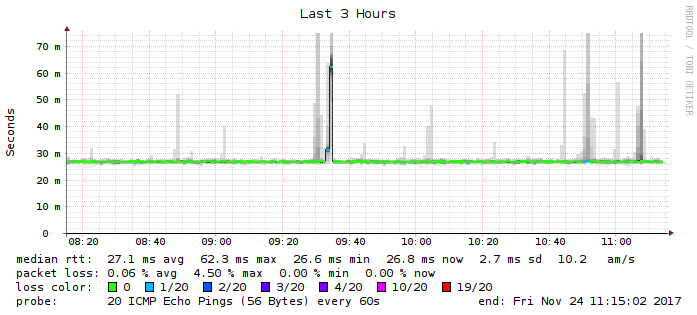 Last 3 Hours
RRDTOOL / TOBI OETIKER
Seconds
70 m
60 m
50 m
40 m
30 m
20 m
10 m
0
08:20 08:40 09:00 09:20 09:40 10:00 10:20 10:40 11:00
median rtt: 27.1 ms avg 62.3 ms max 26.6 ms min 26.8 ms now 2.7 ms sd 10.2 am/s
packet loss: 0.06 % avg 4.50 % max 0.00 % min 0.00 % now
loss color: 0 1/20 2/20 3/20 4/20 10/20 19/20
probe: 20 ICMP Echo Pings (56 Bytes) every 60s end: Fri Nov 24 11:15:02 2017